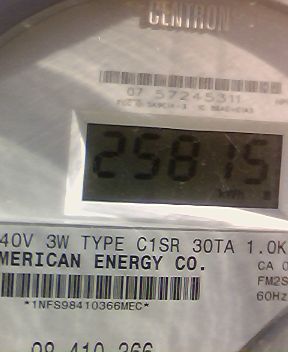 CENTRON
07 57245311
25815
kWh
40V 3W TYPE C1SR 30TA 1.0K
MERICAN ENERGY CO.
CA 0
FM2S
60Hz
*1NFS98410366MEC*
98 410 366